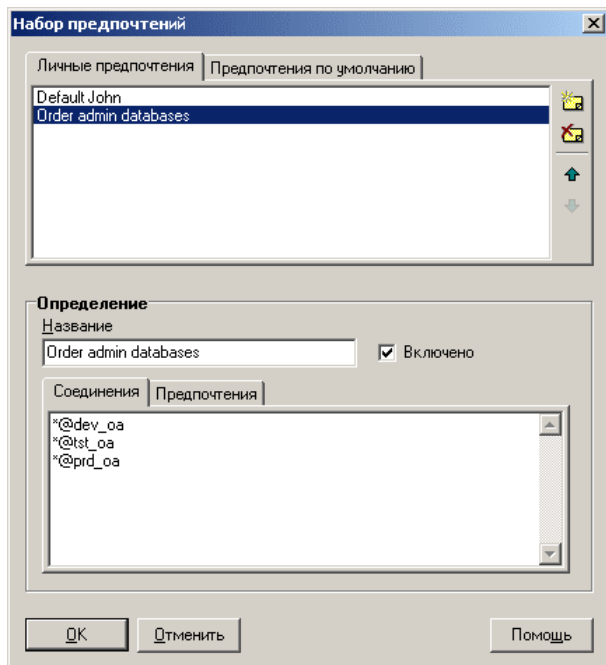 Набор предпочтений
Личные предпочтения Предпочтения по умолчанию
Default John
Order admin databases
Определение
Название
Order admin databases Включено
Соединения Предпочтения
*@dev_oa
*@tst_oa
*@prd_oa
OK Отменить Помощь